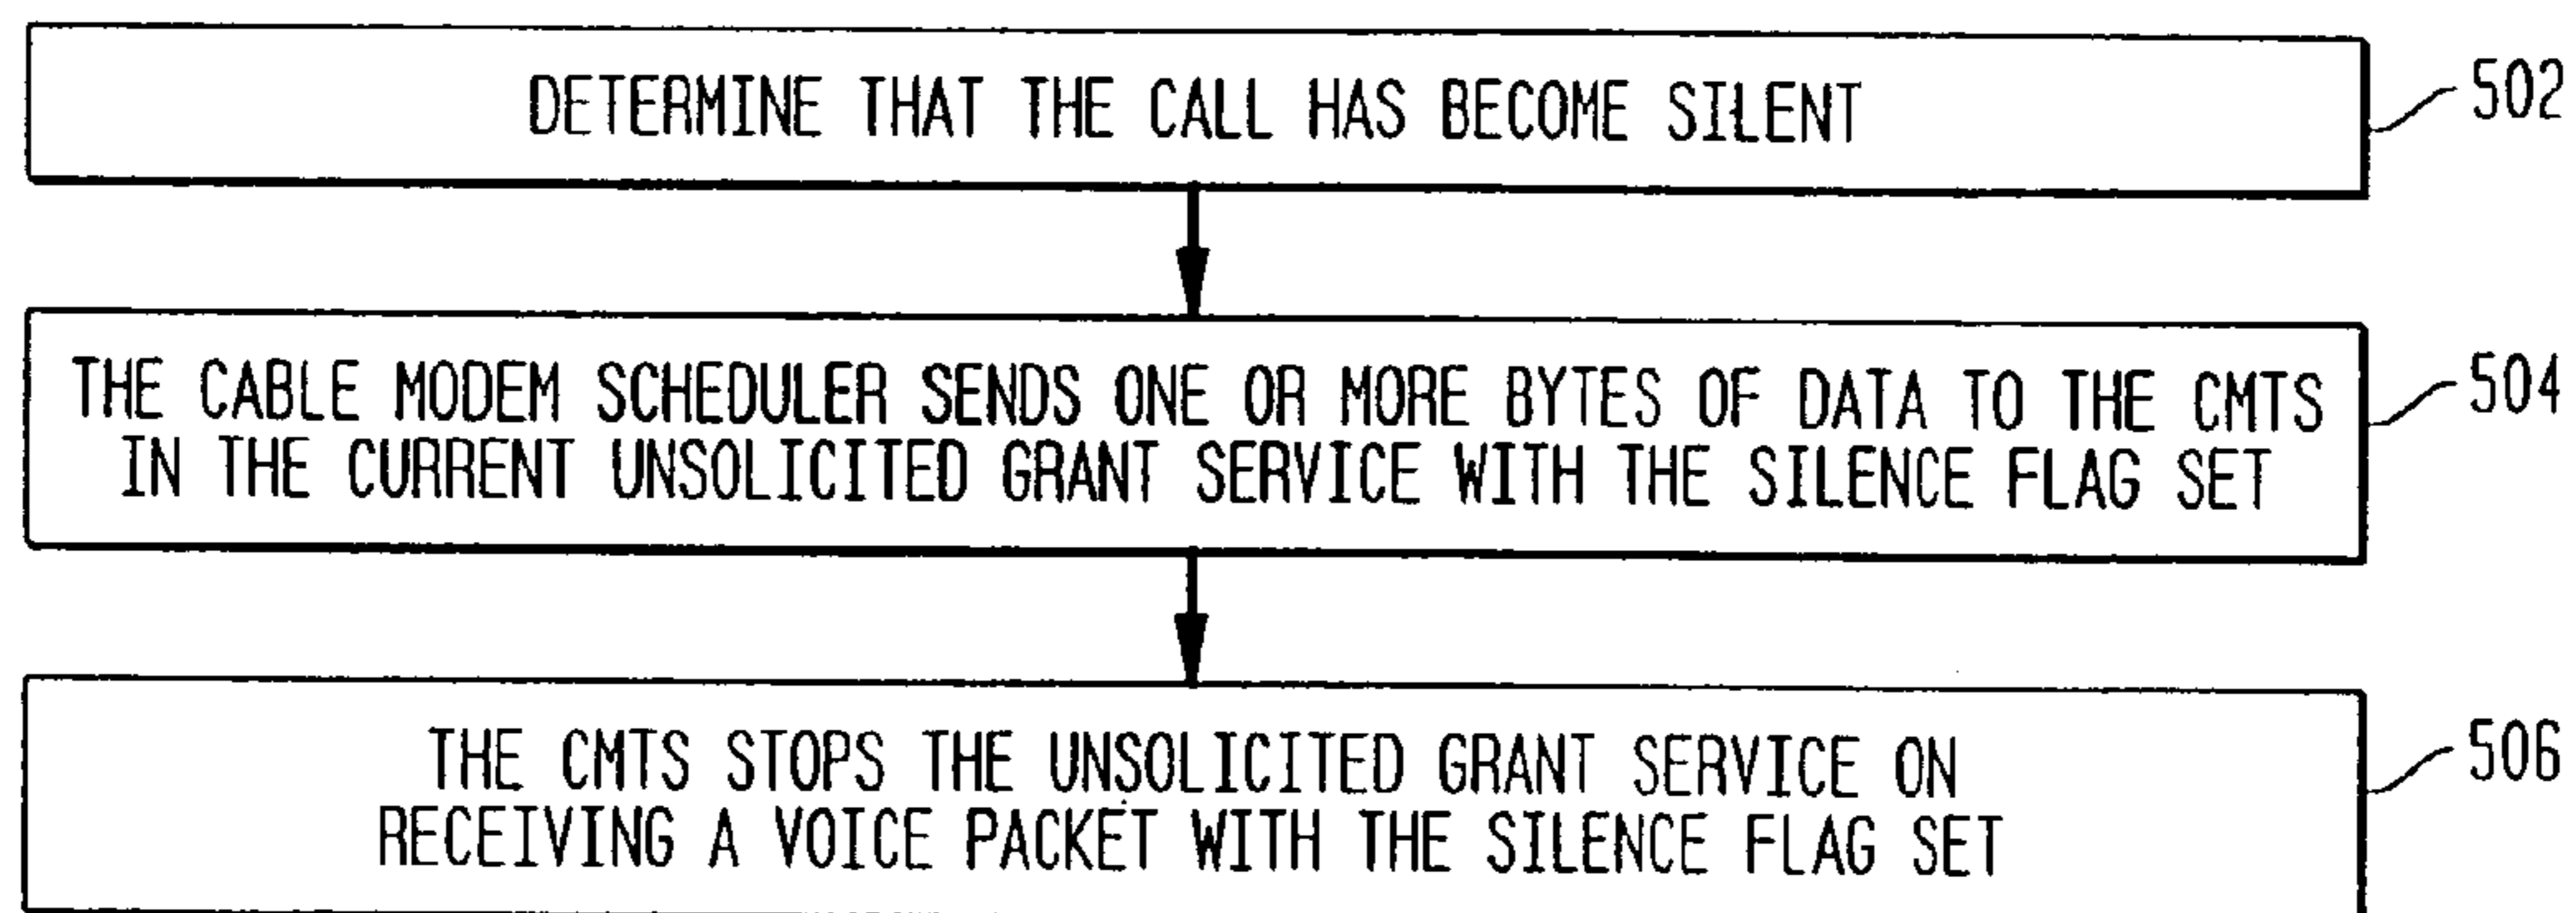 DETERMINE THAT THE CALL HAS BECOME SILENT
502
THE CABLE MODEM SCHEDULER SENDS ONE OR MORE BYTES OF DATA TO THE CMTS
IN THE CURRENT UNSOLICITED GRANT SERVICE WITH THE SILENCE FLAG SET
504
THE CMTS STOPS THE UNSOLICITED GRANT SERVICE ON
RECEIVING A VOICE PACKET WITH THE SILENCE FLAG SET
506